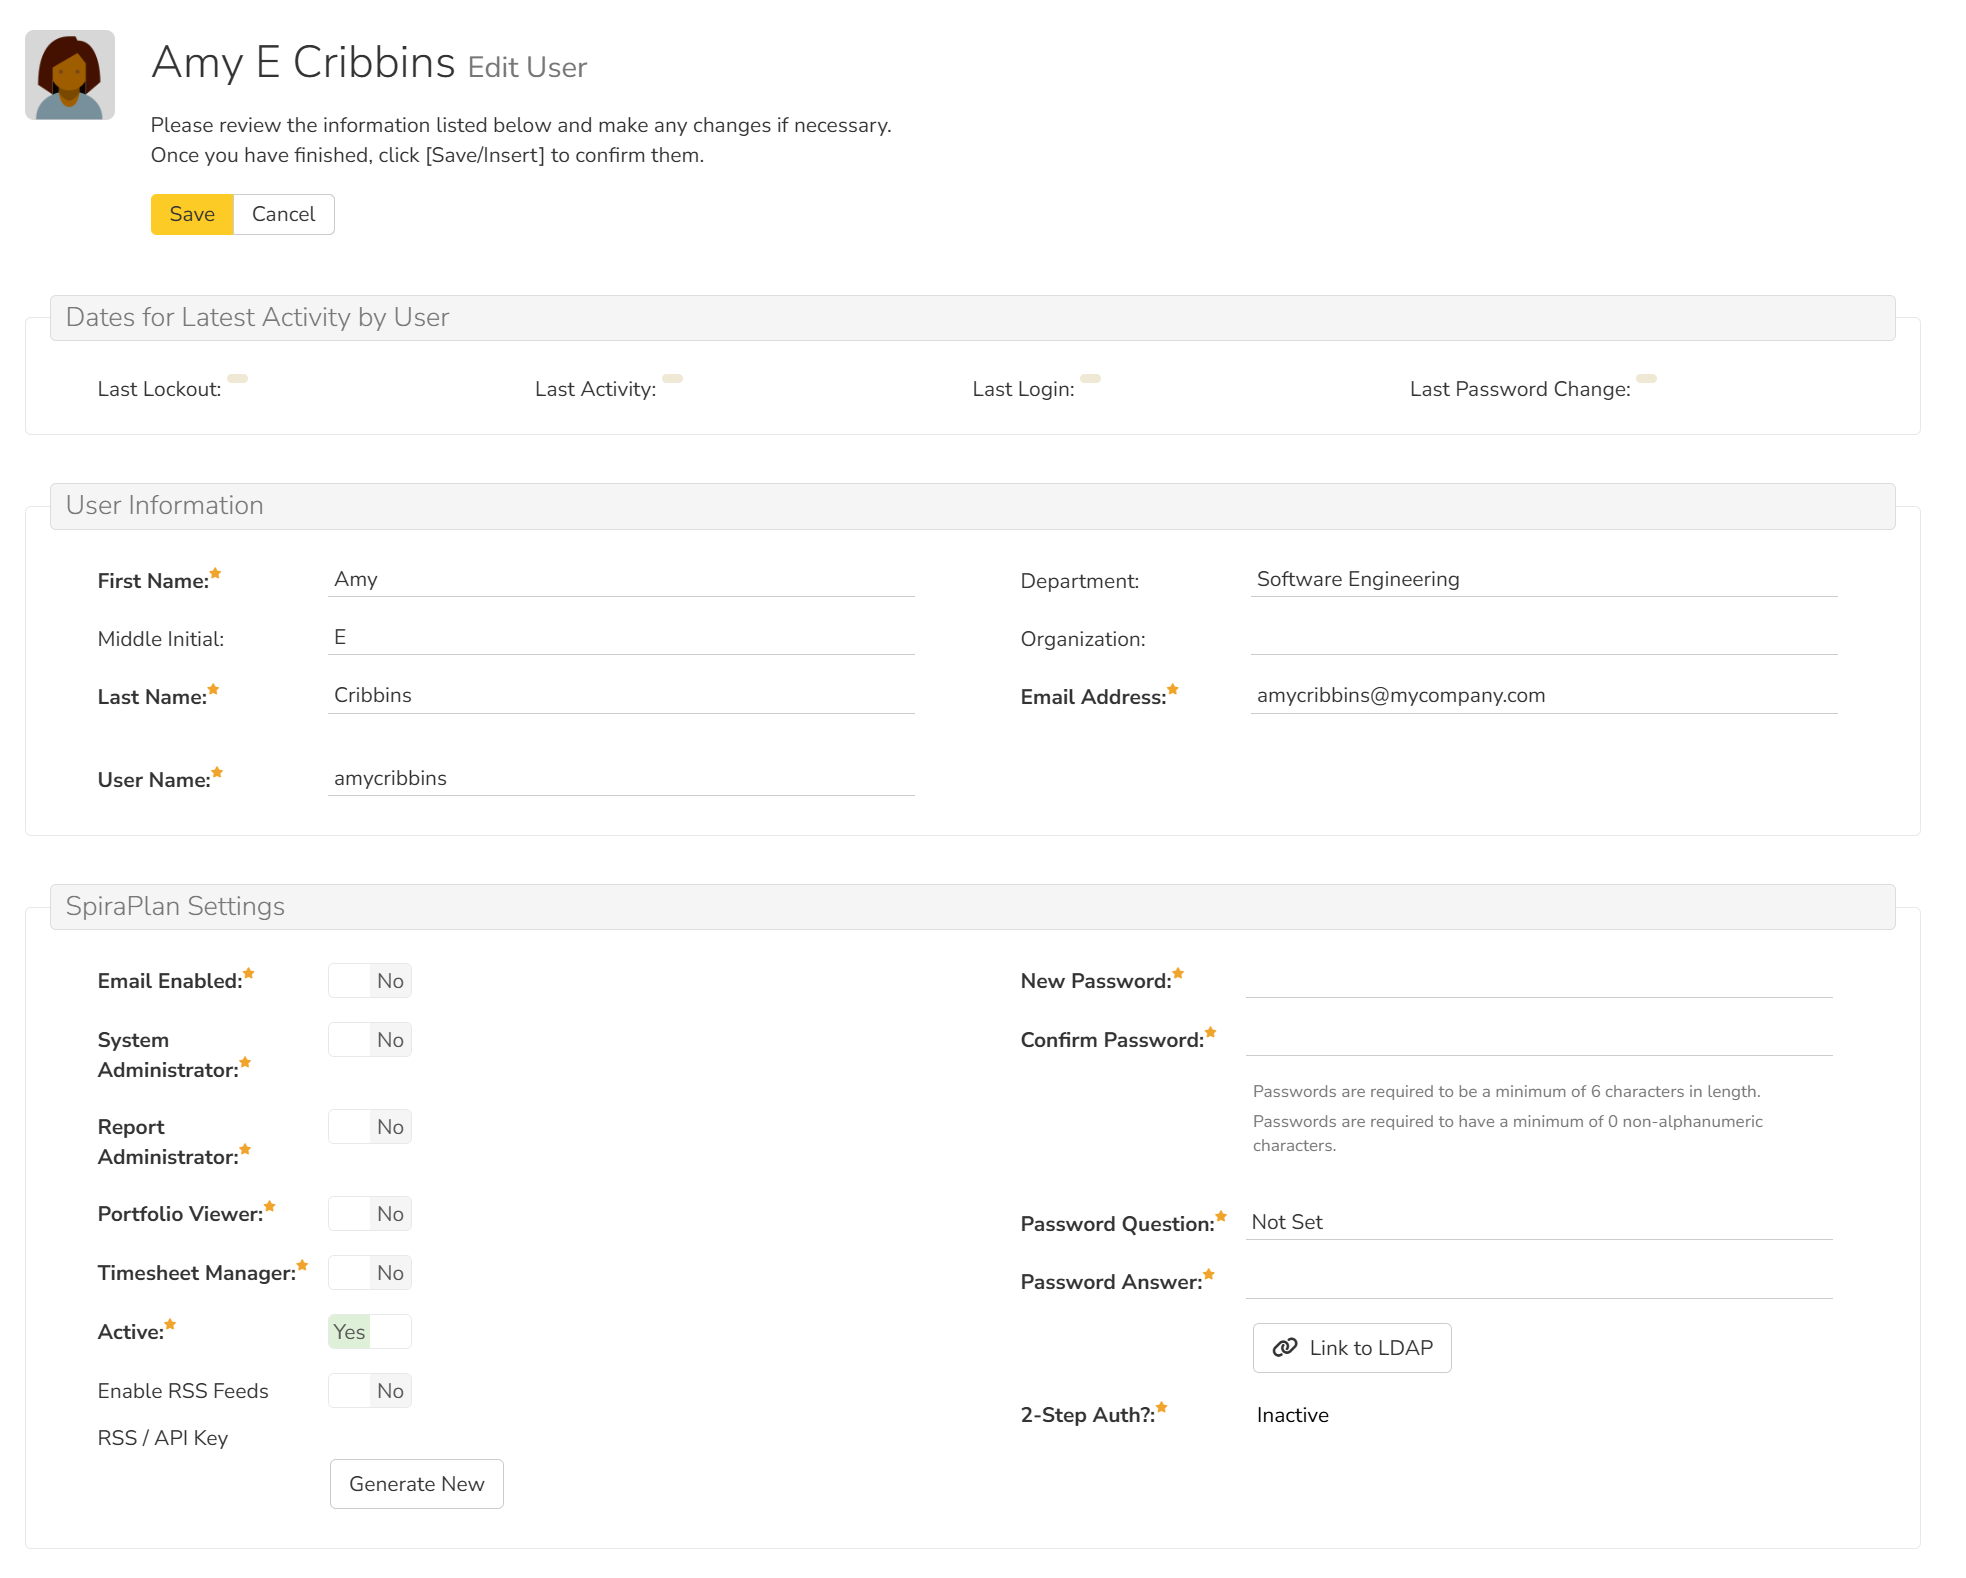 Amy E Cribbins Edit User
Please review the information listed below and make any changes if necessary.
Once you have finished, click [Save/Insert] to confirm them.
Save Cancel
Dates for Latest Activity by User
Last Lockout: Last Activity: Last Login: Last Password Change:
User Information
First Name: Amy
Department: Software Engineering
Middle Initial: E
Organization:
Last Name: Cribbins
Email Address: amycribbins@mycompany.com
User Name: amycribbins
SpiraPlan Settings
Email Enabled: No
System
Administrator: No
Report
Administrator: No
Portfolio Viewer: No
Timesheet Manager: No
Active: Yes
Enable RSS Feeds No
RSS / API Key
Generate New
New Password:
Confirm Password:
Passwords are required to be a minimum of 6 characters in length.
Passwords are required to have a minimum of 0 non-alphanumeric
characters.
Password Question: Not Set
Password Answer:
Link to LDAP
2-Step Auth?: Inactive